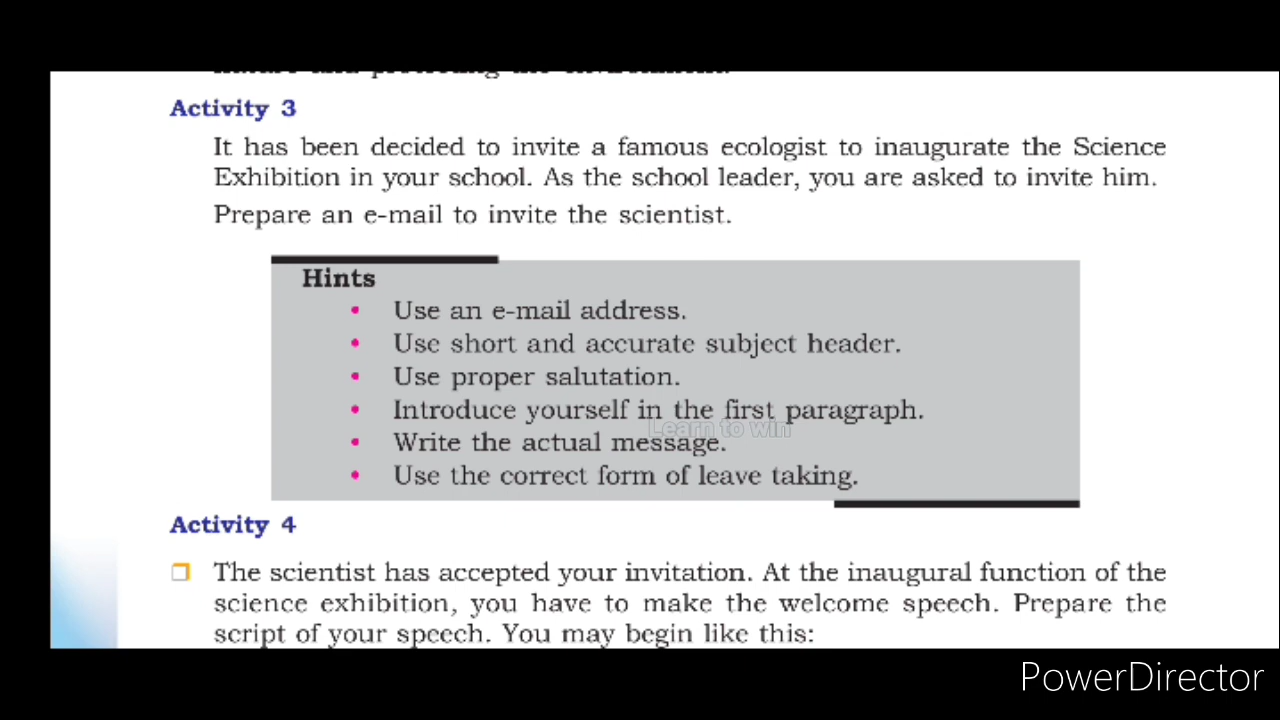 Activity 3
It has been decided to invite a famous ecologist to inaugurate the Science
Exhibition in your school. As the school leader, you are asked to invite him.
Prepare an e-mail to invite the scientist.
Hints
• Use an e-mail address.
• Use short and accurate subject header.
• Use proper salutation.
• Introduce yourself in the first paragraph.
Learn to win
• Write the actual message.
• Use the correct form of leave taking.
Activity 4
❒ The scientist has accepted your invitation. At the inaugural function of the
science exhibition, you have to make the welcome speech. Prepare the
script of your speech. You may begin like this:
PowerDirector